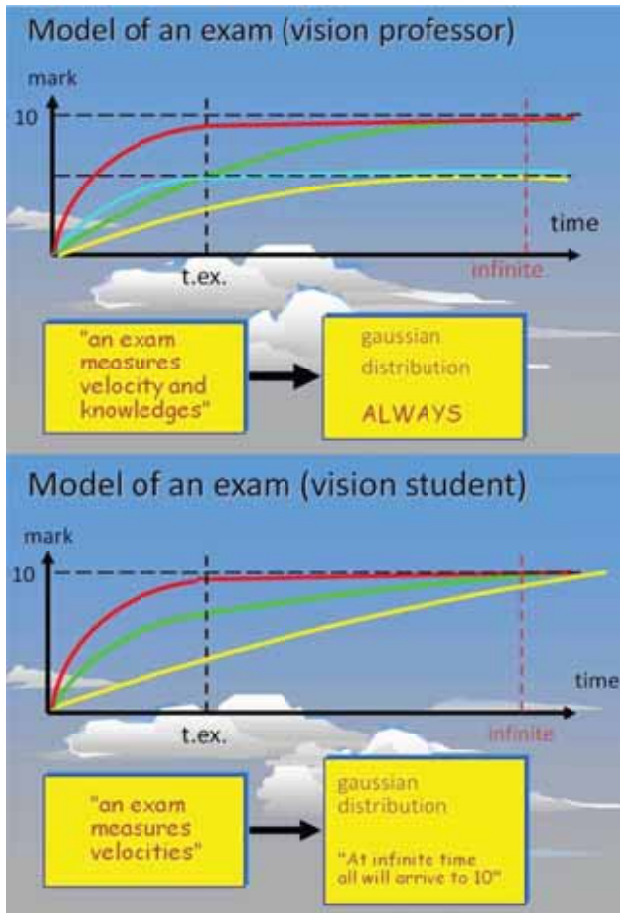 Model of an exam (vision professor)
mark
10
time
t.ex.
infinite
"an exam
measures
velocity and
knowledges"
gaussian
distribution
ALWAYS
Model of an exam (vision student)
mark
10
time
t.ex.
infinite
"an exam
measures
velocities"
gaussian
distribution
"At infinite time
all will arrive to 10"